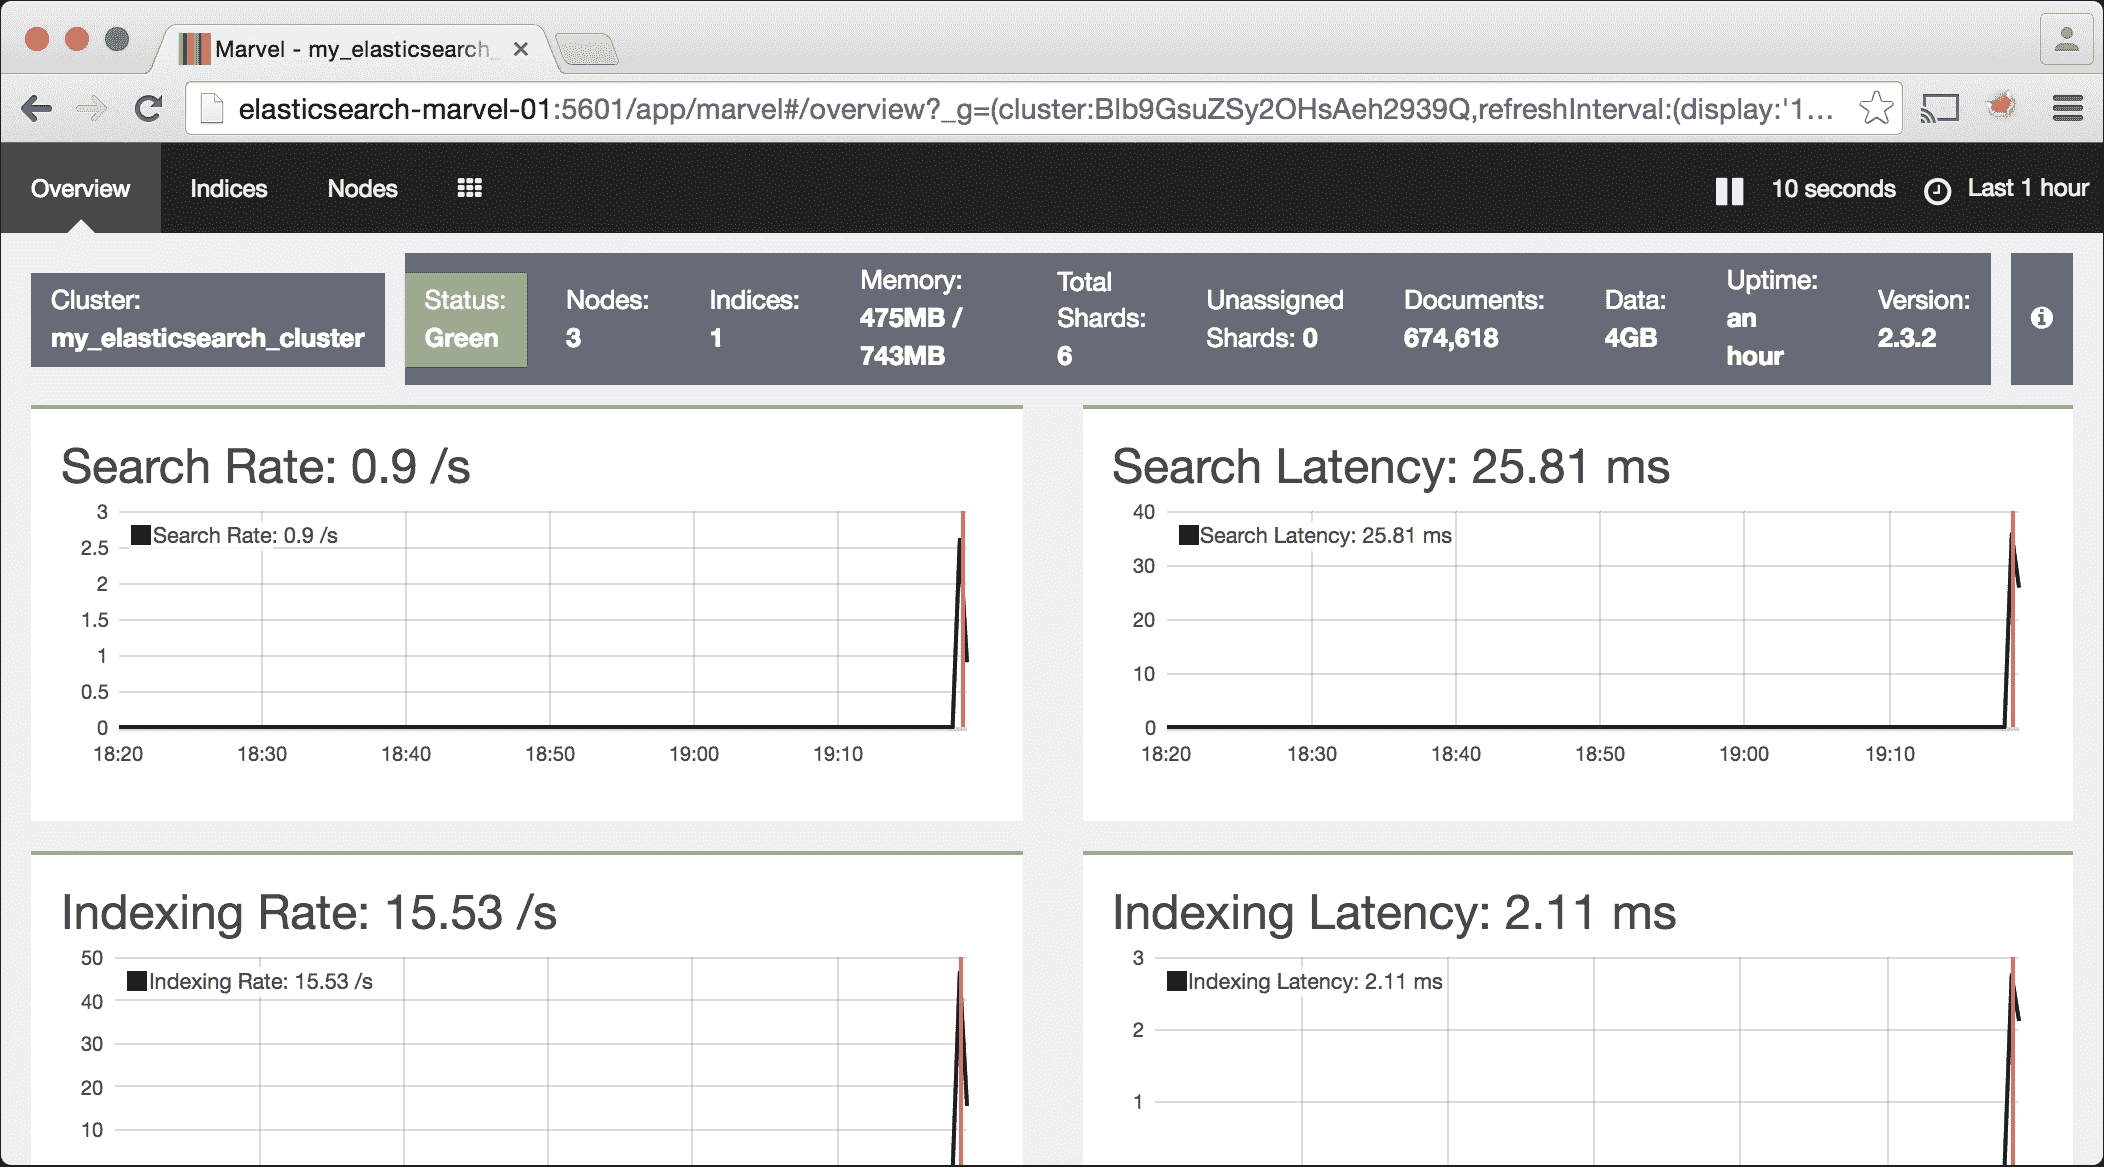 Marvel - my_elasticsearch_
elasticsearch-marvel-01:5601/app/marvel#/overview?_g=(cluster:Blb9GsuZSy2OHsAeh2939Q,refreshInterval:(display:'1...
Overview Indices Nodes 10 seconds Last 1 hour
Cluster:
my_elasticsearch_cluster
Status:
Green
Nodes:
3
Indices:
1
Memory:
475MB /
743MB
Total
Shards:
6
Unassigned
Shards: 0
Documents:
674,618
Data:
4GB
Uptime:
an
hour
Version:
2.3.2
Search Rate: 0.9 /s
3
Search Rate: 0.9 /s
2.5
2
1.5
1
0.5
0
18:20 18:30 18:40 18:50 19:00 19:10
Search Latency: 25.81 ms
40
Search Latency: 25.81 ms
30
20
10
0
18:20 18:30 18:40 18:50 19:00 19:10
Indexing Rate: 15.53 /s
50
Indexing Rate: 15.53 /s
40
30
20
10
Indexing Latency: 2.11 ms
3
Indexing Latency: 2.11 ms
2
1